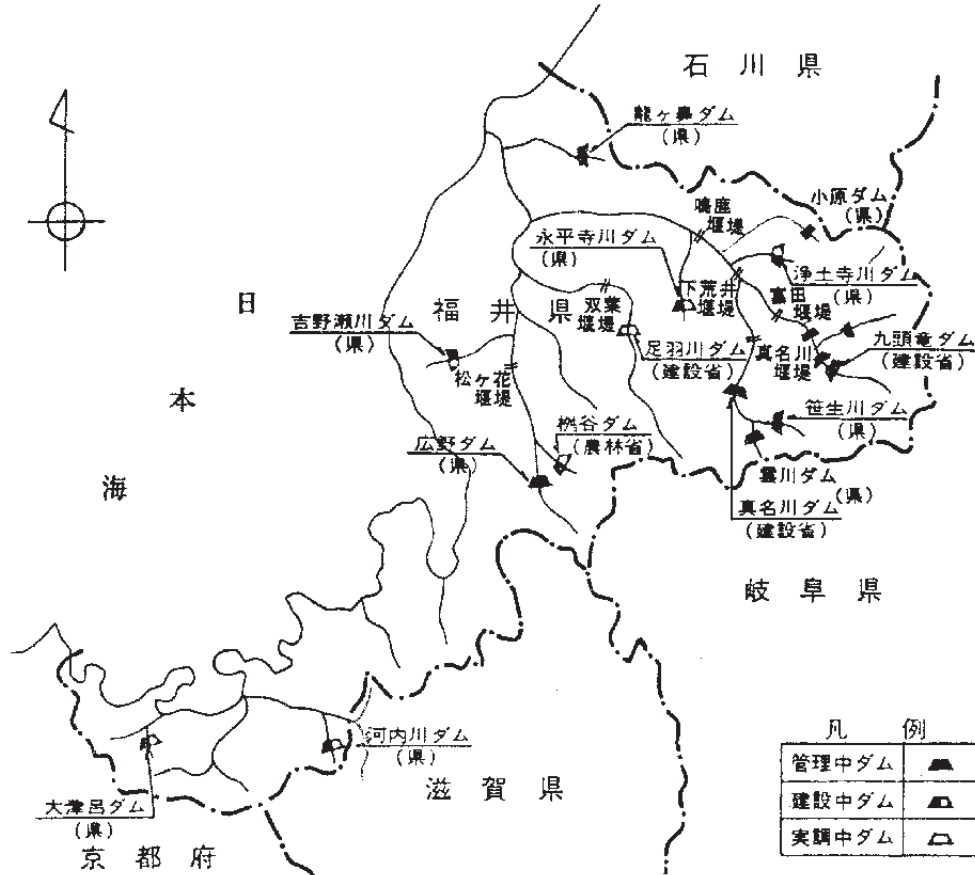 石川県
龍ヶ鼻ダム
(県)
小原ダム
(県)
鳴鹿
堰堤
永平寺川ダム
(県)
浄土寺川ダム
(県)
下荒井
堰堤
富田
堰堤
日本海
福井県
双葉
堰堤
吉野瀬川ダム
(県)
九頭竜ダム
(建設省)
足羽川ダム
(建設省)
真名川
堰堤
松ヶ花
堰堤
笹生川ダム
(県)
桝谷ダム
(農林省)
広野ダム
(県)
雲川ダム
(県)
真名川ダム
(建設省)
岐阜県
河内川ダム
(県)
滋賀県
大津呂ダム
(県)
京都府
凡例
管理中ダム
建設中ダム
実調中ダム